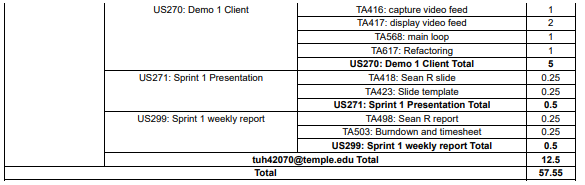 US270: Demo 1 Client TA416: capture video feed 1
TA417: display video feed 2
TA568: main loop 1
TA617: Refactoring 1
US270: Demo 1 Client Total 5
US271: Sprint 1 Presentation TA418: Sean R slide 0.25
TA423: Slide template 0.25
US271: Sprint 1 Presentation Total 0.5
US299: Sprint 1 weekly report TA498: Sean R report 0.25
TA503: Burndown and timesheet 0.25
US299: Sprint 1 weekly report Total 0.5
tuh42070@temple.edu Total 12.5
Total 57.55